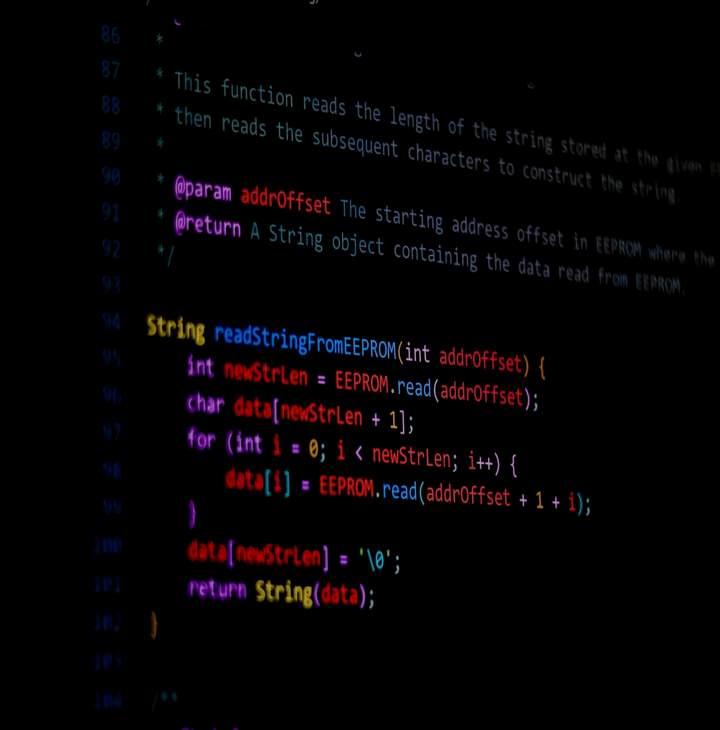 86 *
87 * This function reads the length of the string stored at the given
88 * then reads the subsequent characters to construct the string.
89 *
90 * @param addrOffset The starting address offset in EEPROM where the
91 * @return A String object containing the data read from EEPROM.
92 */
93
94 String readStringFromEEPROM(int addrOffset) {
95 int newStrLen = EEPROM.read(addrOffset);
96 char data[newStrLen + 1];
97 for (int i = 0; i < newStrLen; i++) {
98 data[i] = EEPROM.read(addrOffset + 1 + i);
99 }
100 data[newStrLen] = '\0';
101 return String(data);
102 }
103
104 /**